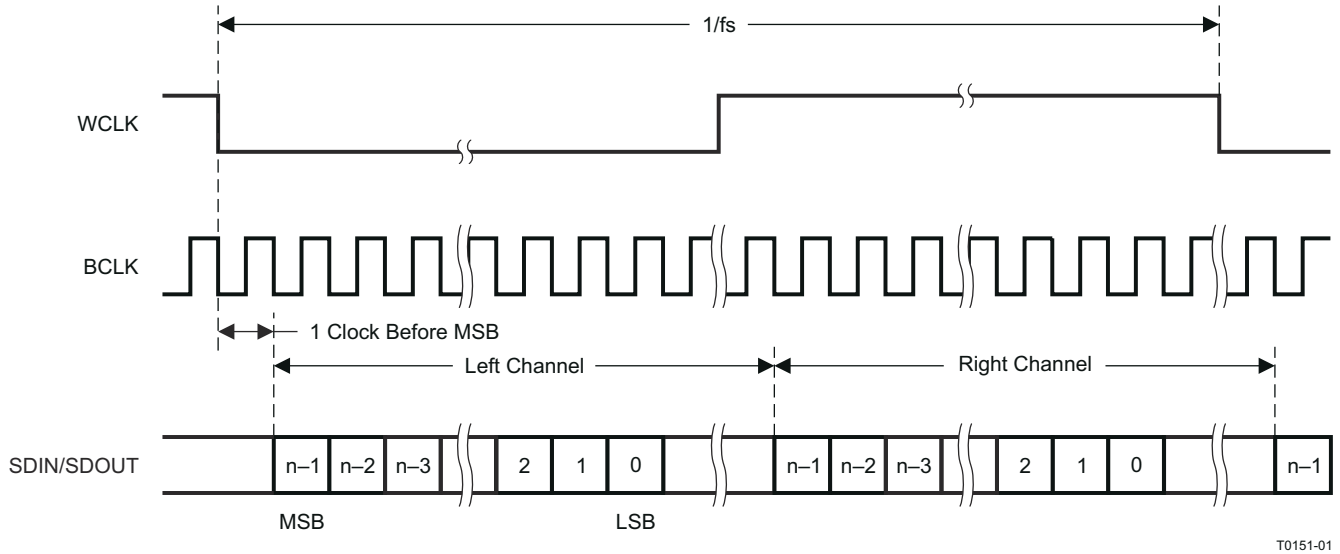 1/fs
WCLK
BCLK
1 Clock Before MSB
Left Channel
Right Channel
SDIN/SDOUT
n–1 n–2 n–3 2 1 0 n–1 n–2 n–3 2 1 0 n–1
MSB LSB
T0151-01